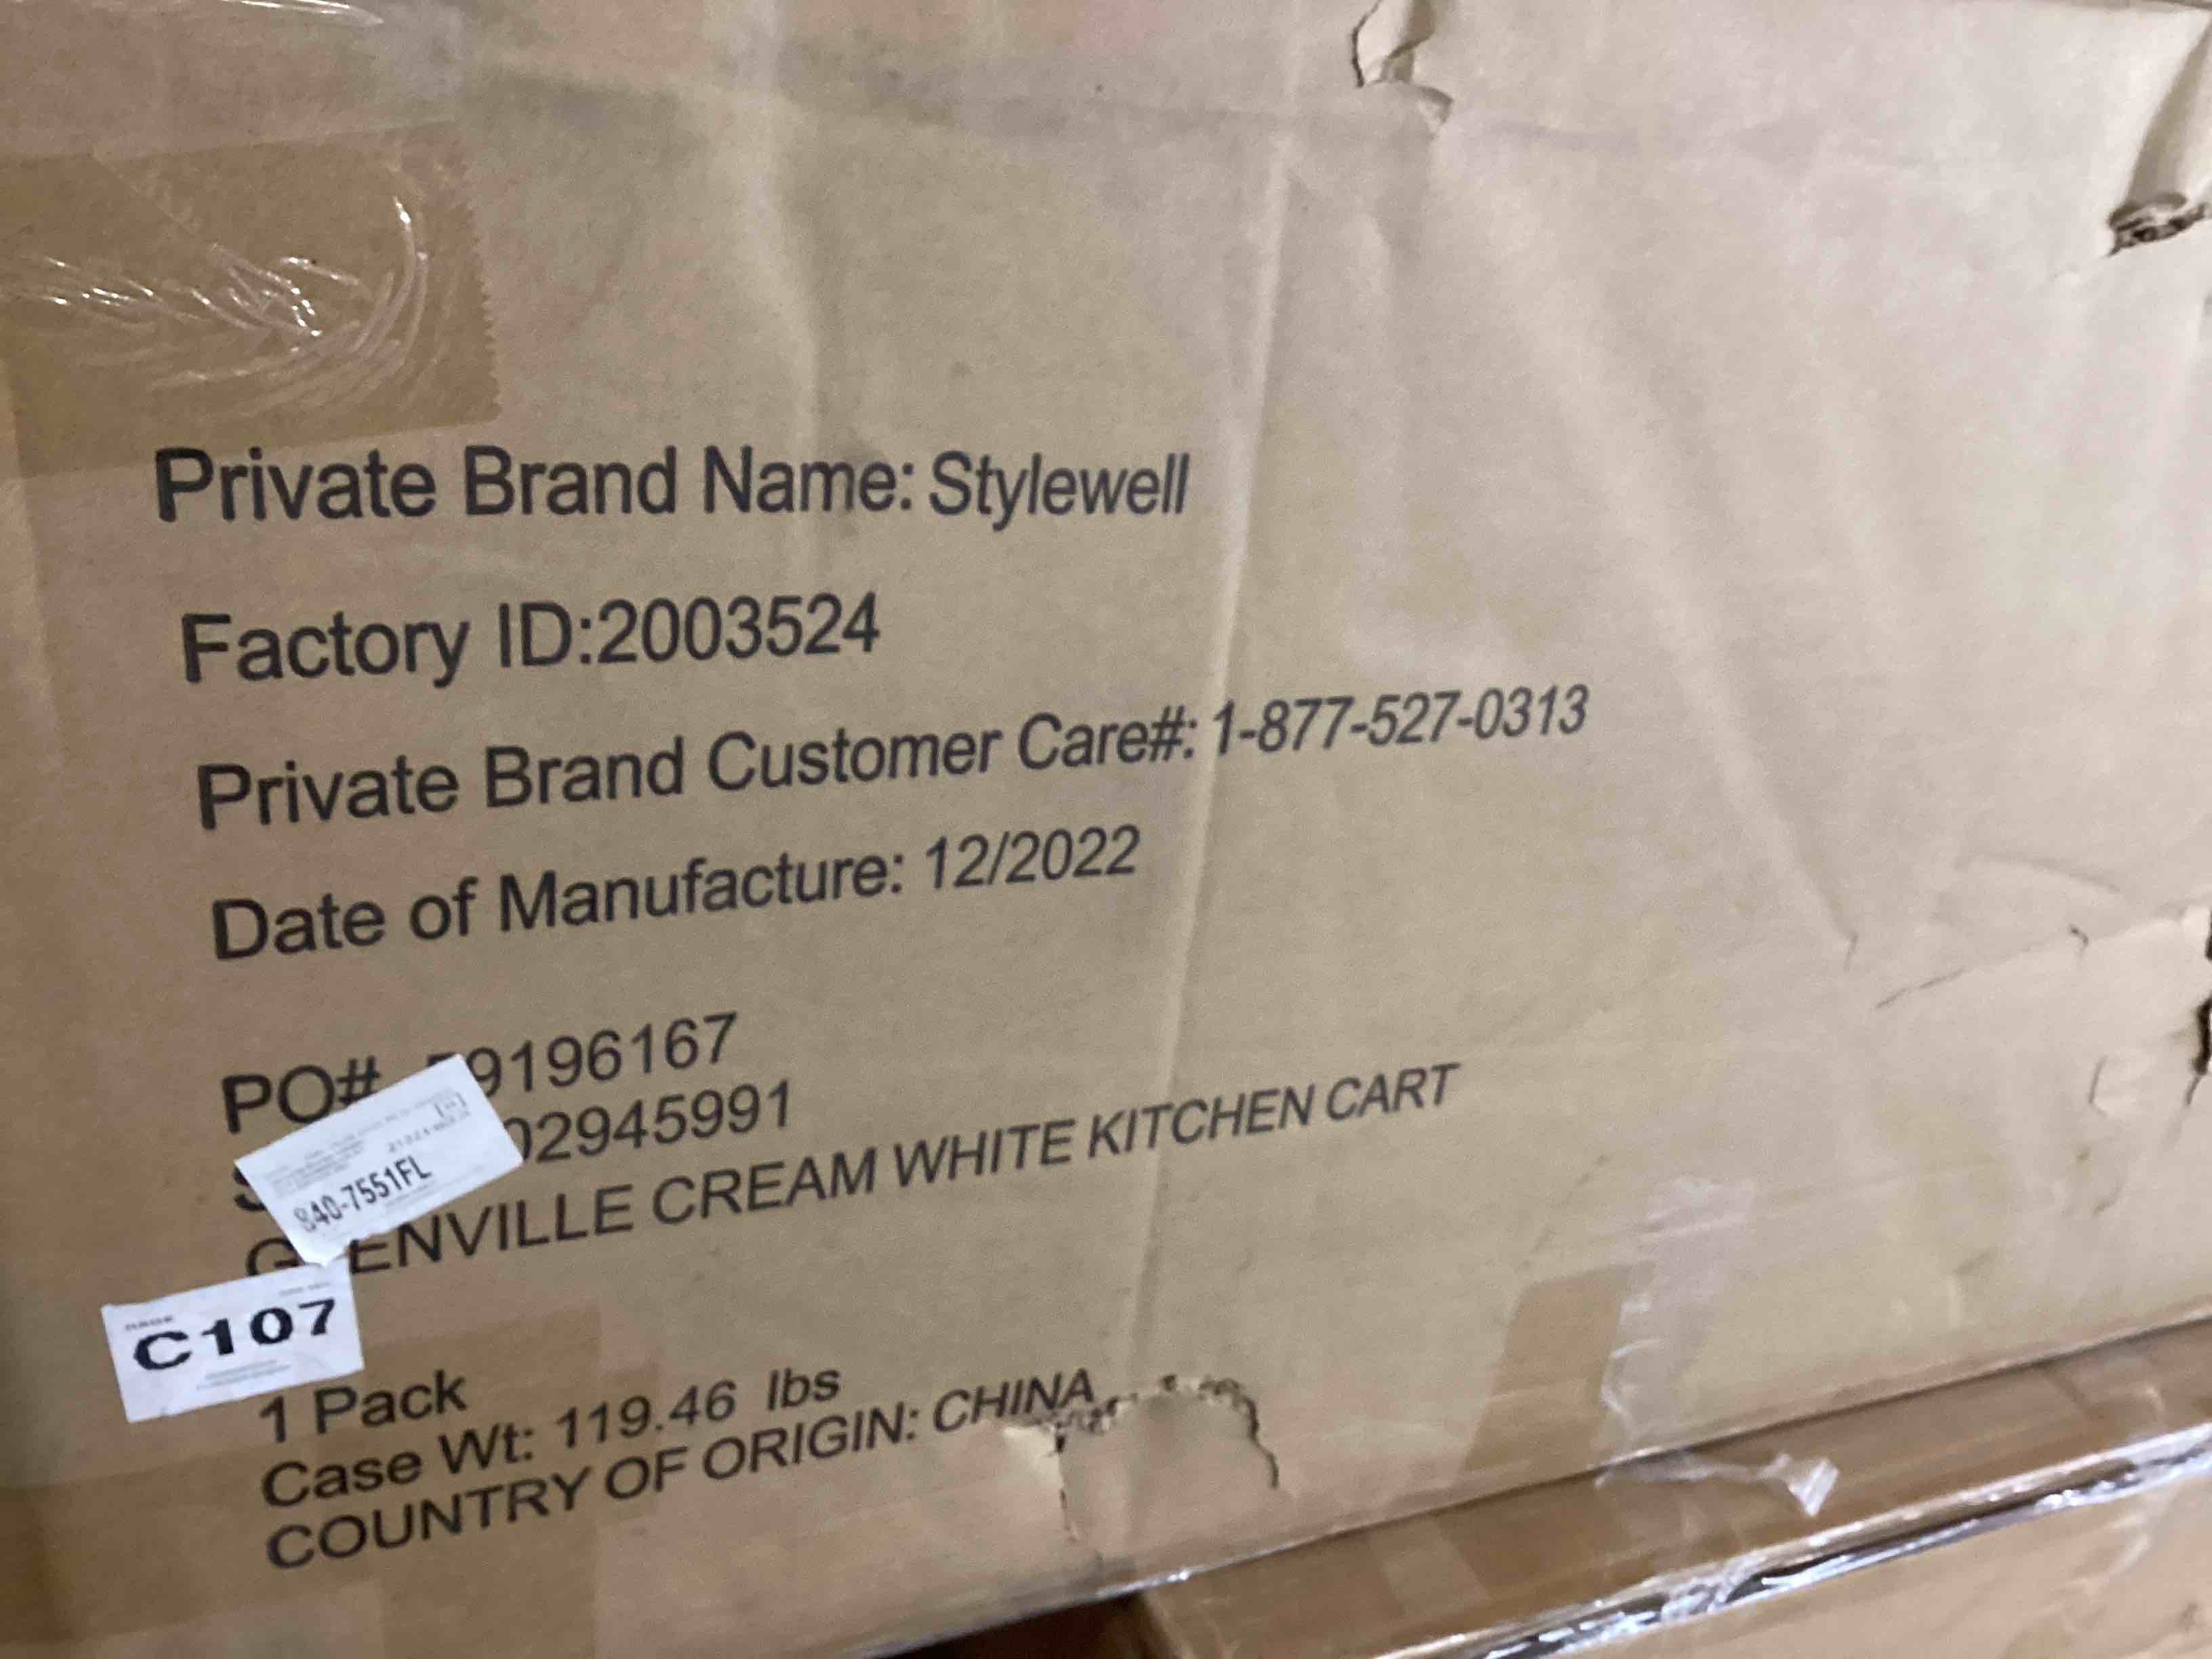 Private Brand Name: Stylewell
Factory ID:2003524
Private Brand Customer Care#: 1-877-527-0313
Date of Manufacture: 12/2022
PO# 59196167
02945991
840-7551FL
CREAM WHITE KITCHEN CART
C107
1 Pack
Case Wt: 119.46 lbs
COUNTRY OF ORIGIN: CHINA